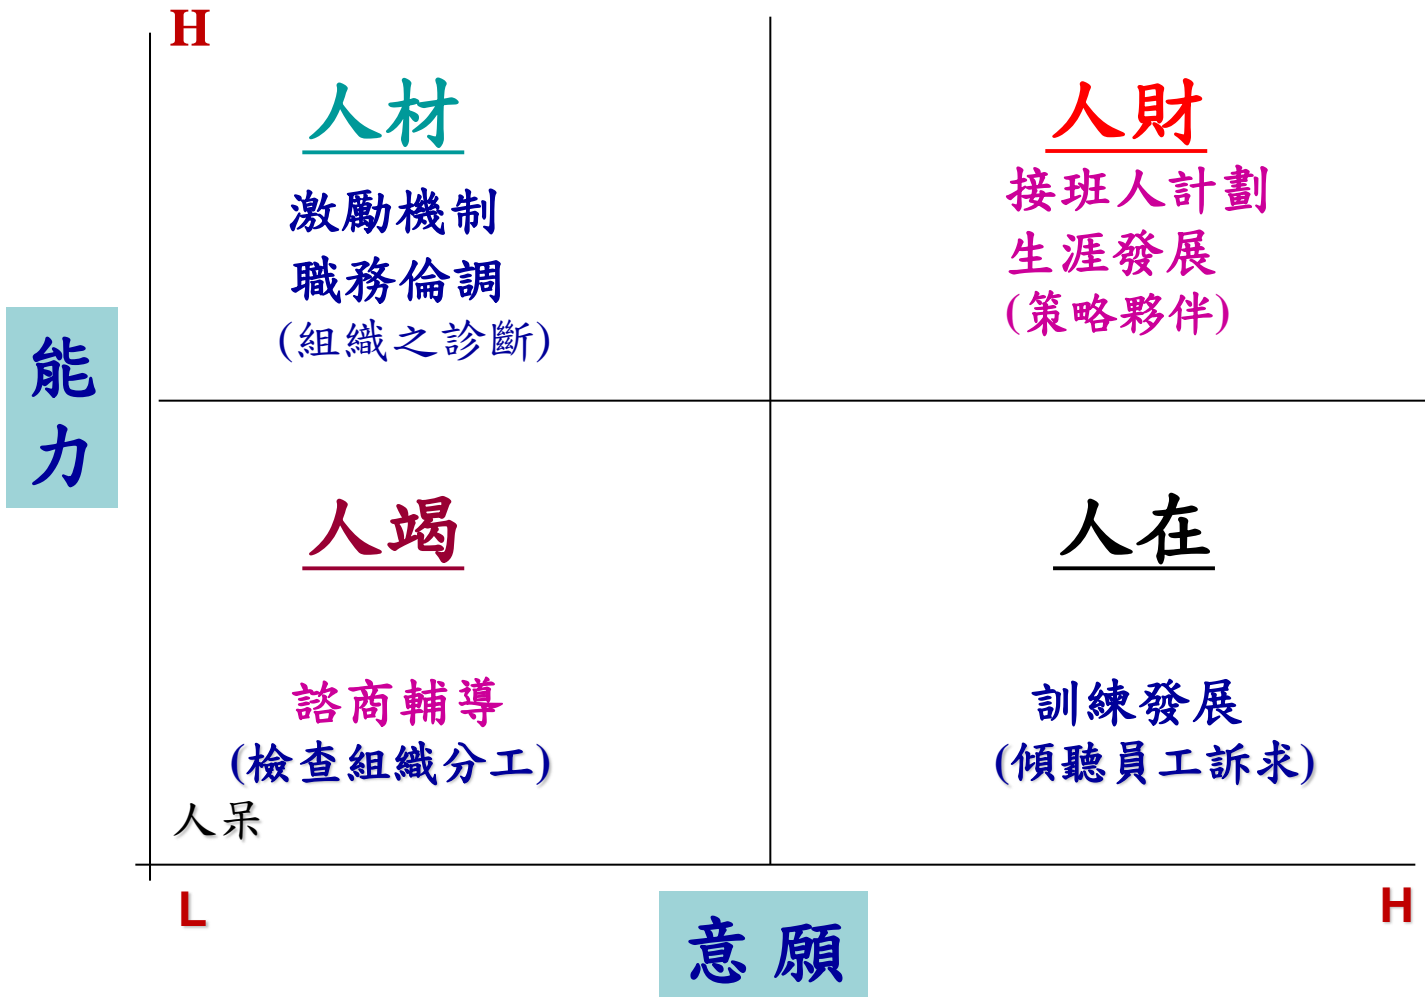 H
人材
激勵機制
職務倫調
(組織之診斷)
人財
接班人計劃
生涯發展
(策略夥伴)
能
力
人竭
諮商輔導
(檢查組織分工)
人呆
人在
訓練發展
(傾聽員工訴求)
L
意願
H